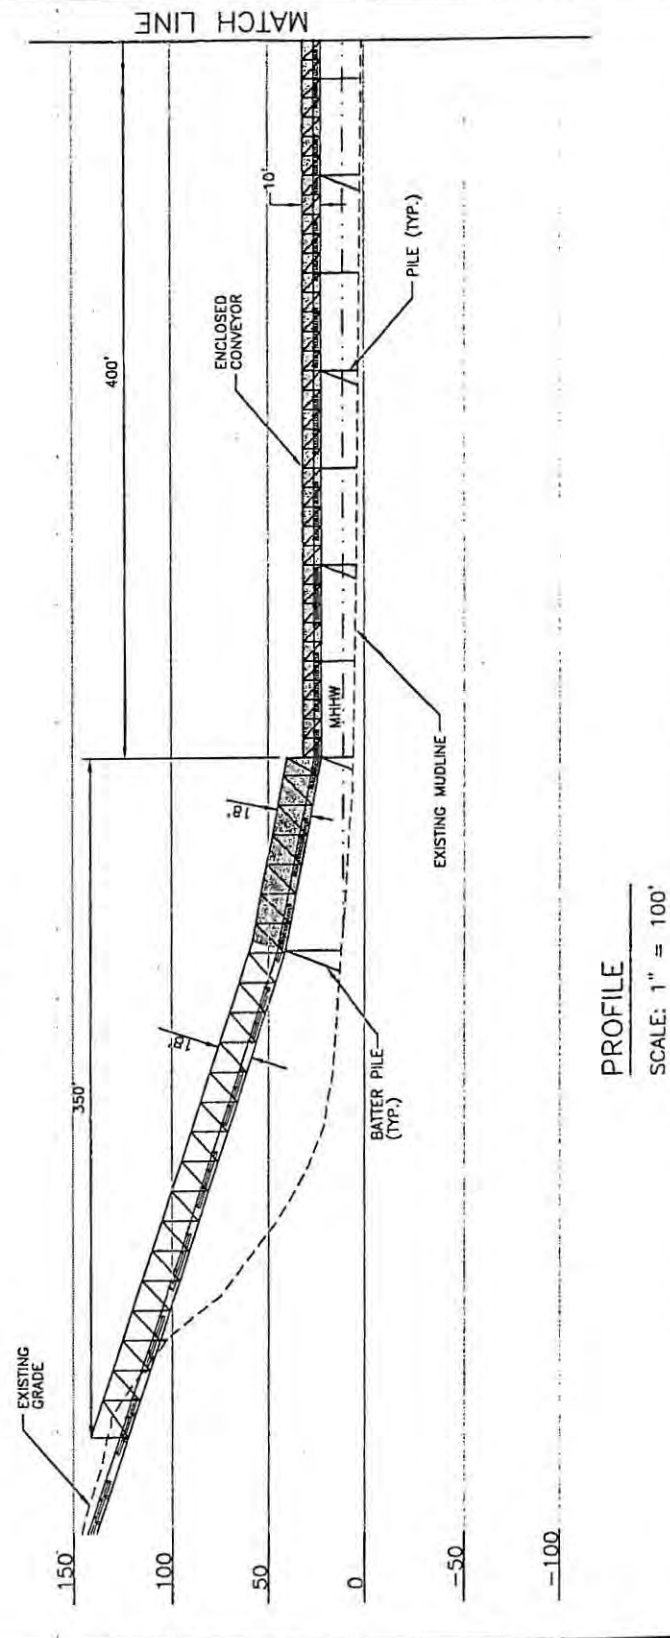 MATCH LINE
400'
10'
ENCLOSED
CONVEYOR
PILE (TYP.)
MHHW
EXISTING MUDLINE
18'
18'
350'
BATTER PILE
(TYP.)
EXISTING
GRADE
150
100
50
0
-50
-100
PROFILE
SCALE: 1" = 100'